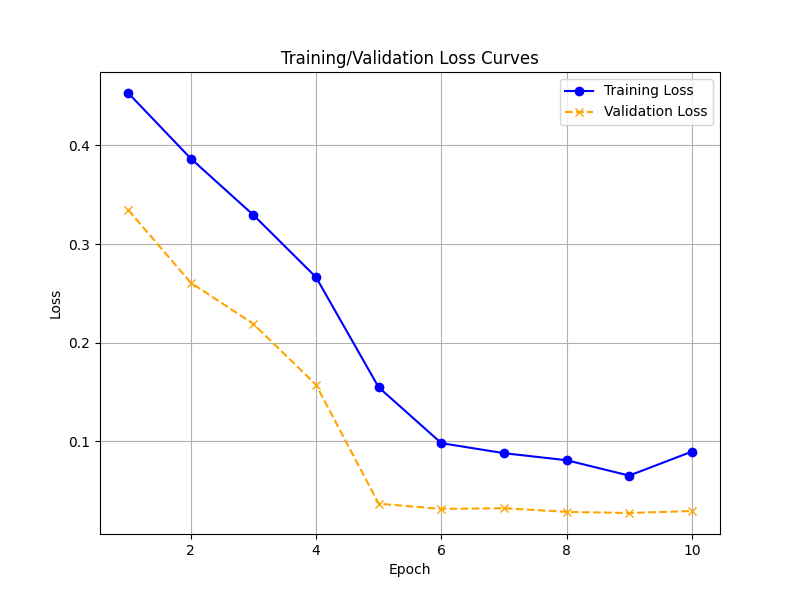 Training/Validation Loss Curves
Training Loss
Validation Loss
Loss
0.4
0.3
0.2
0.1
2 4 6 8 10
Epoch